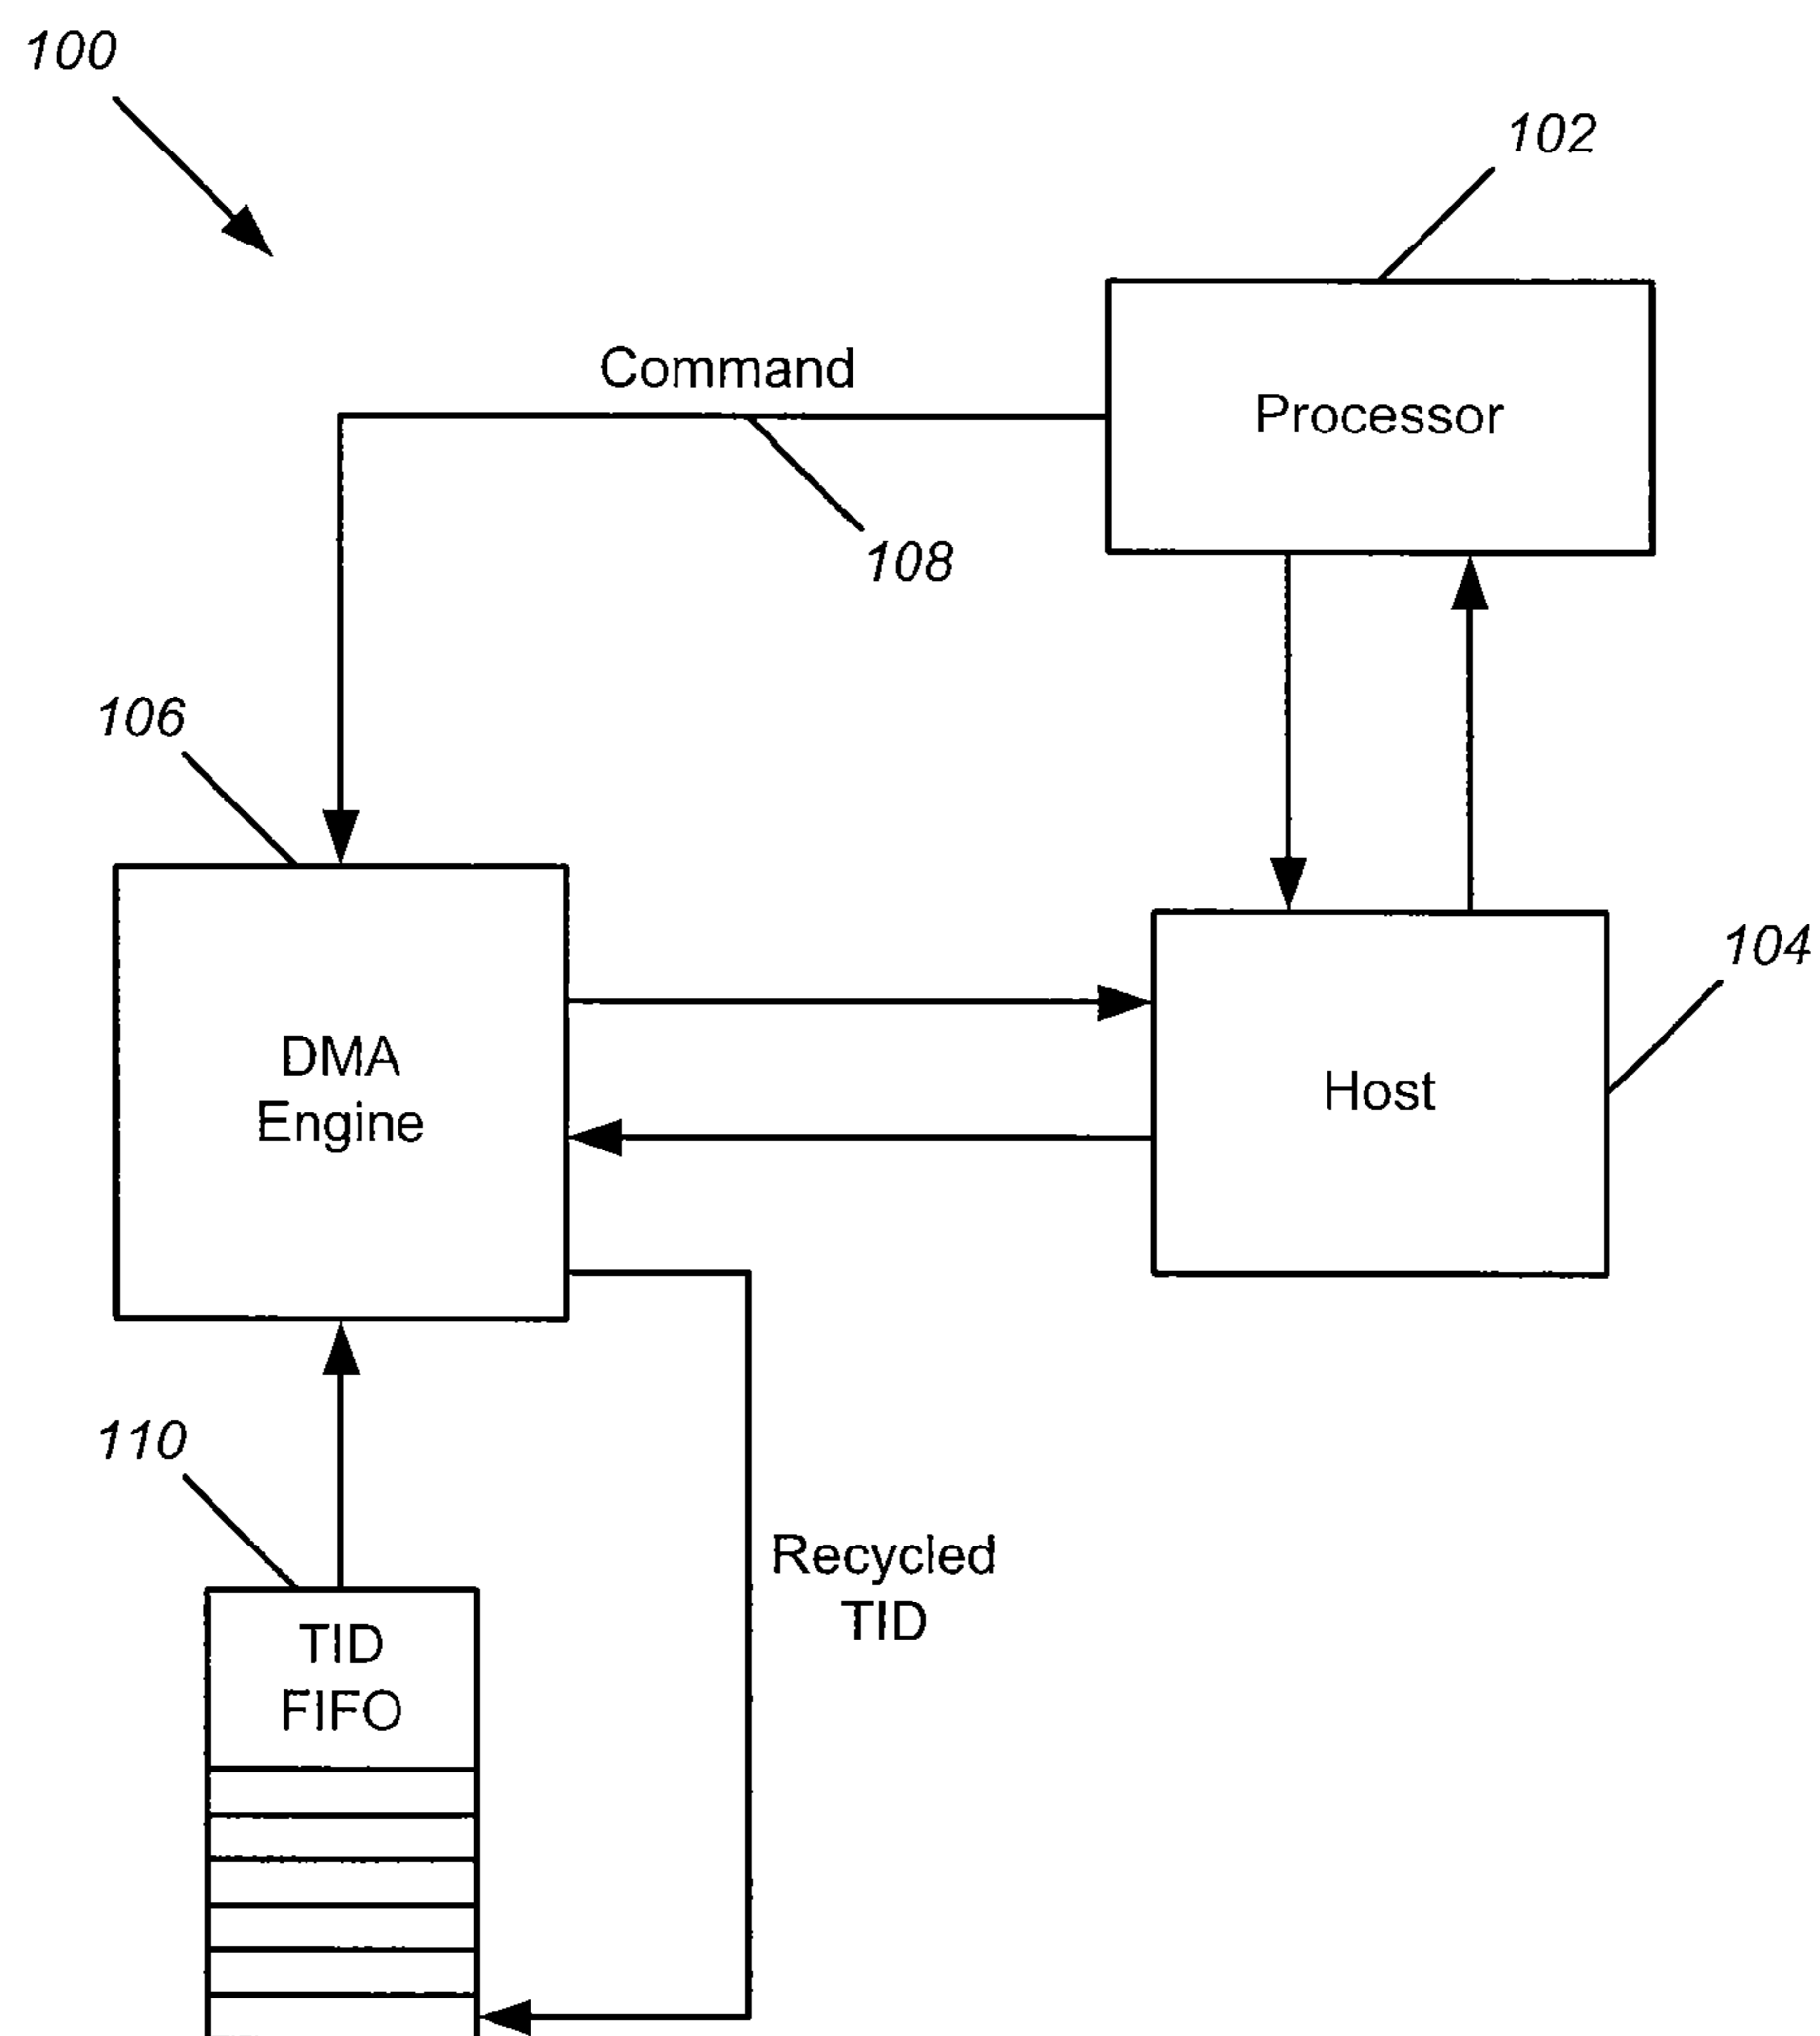 100
102
Command
Processor
108
106
104
DMA
Engine
Host
110
Recycled
TID
TID
FIFO